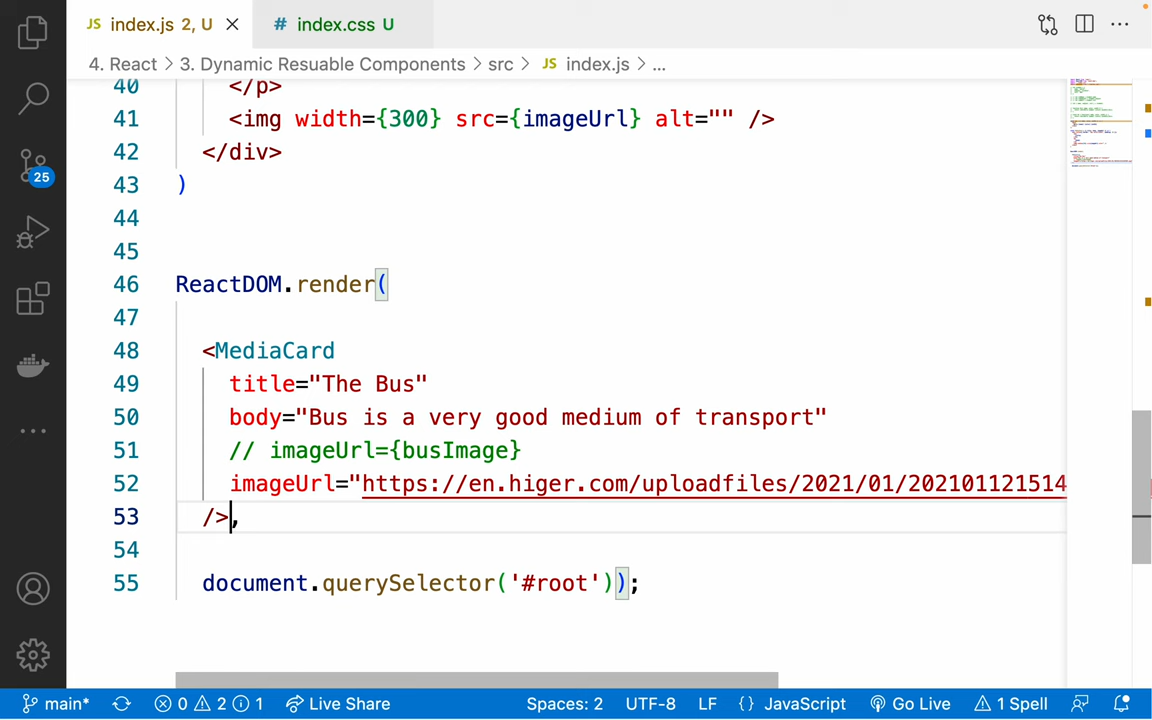 JS index.js 2, U
# index.css U
4. React > 3. Dynamic Resuable Components > src > JS index.js > ...
40 </p>
41 <img width={300} src={imageUrl} alt="" />
42 </div>
43 )
44
45
46 ReactDOM.render(
47
48 <MediaCard
49 title="The Bus"
50 body="Bus is a very good medium of transport"
51 // imageUrl={busImage}
52 imageUrl="https://en.higer.com/uploadfiles/2021/01/202101121514
53 />,
54
55 document.querySelector('#root'));
25
main* 0 2 1 Live Share Spaces: 2 UTF-8 LF {} JavaScript Go Live 1 Spell